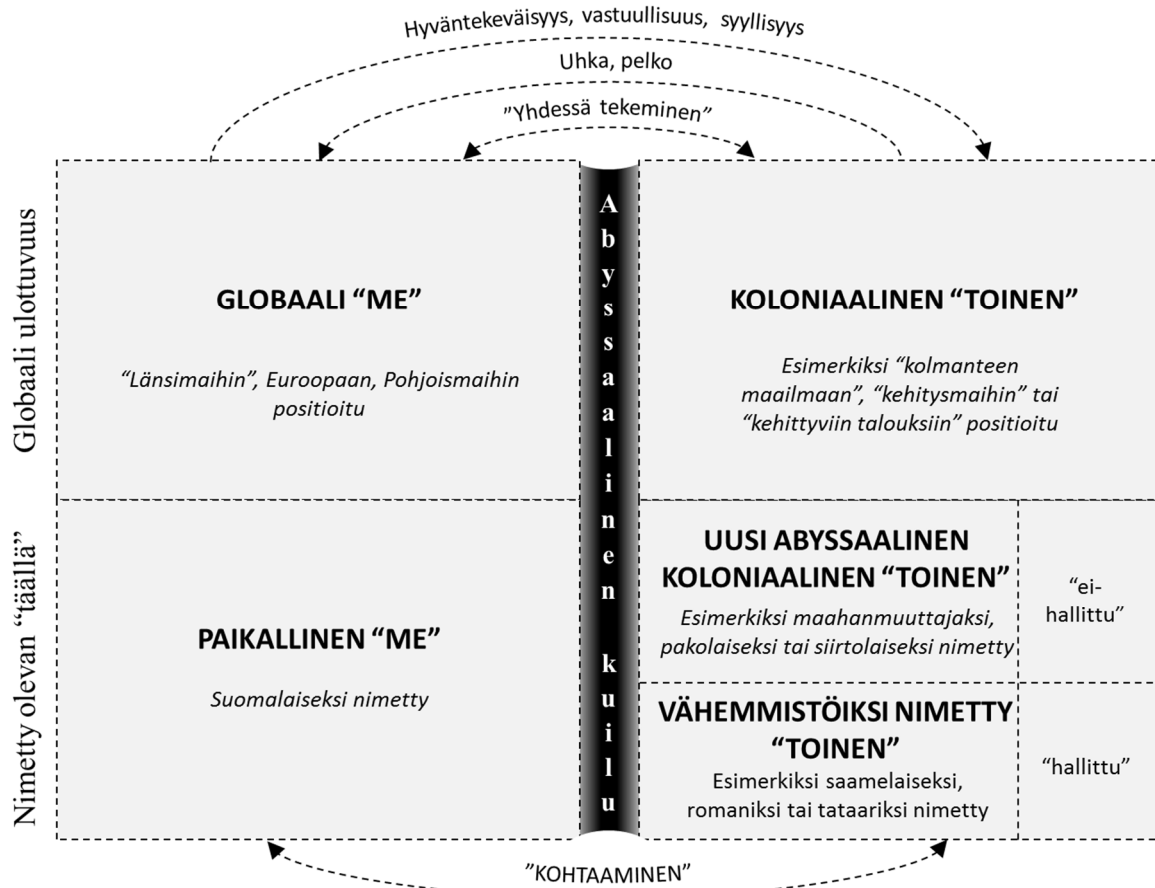 Hyväntekeväisyys, vastuullisuus, syyllisyys
Uhka, pelko
”Yhdessä tekeminen”
Globaali ulottuvuus
GLOBAALI “ME”
“Länsimaihin”, Euroopaan, Pohjoismaihin
positioitu
Abyssaalinen kuilu
KOLONIAALINEN “TOINEN”
Esimerkiksi “kolmanteen
maailmaan”, “kehitysmaihin” tai
“kehittyviin talouksiin” positioitu
Nimetty olevan “täällä”
PAIKALLINEN “ME”
Suomalaiseksi nimetty
UUSI ABYSSAALINEN
KOLONIAALINEN “TOINEN”
Esimerkiksi maahanmuuttajaksi,
pakolaiseksi tai siirtolaiseksi nimetty
“ei-
hallittu”
VÄHEMMISTÖIKSI NIMETTY
“TOINEN”
Esimerkiksi saamelaiseksi,
romaniksi tai tataariksi nimetty
“hallittu”
”KOHTAAMINEN”